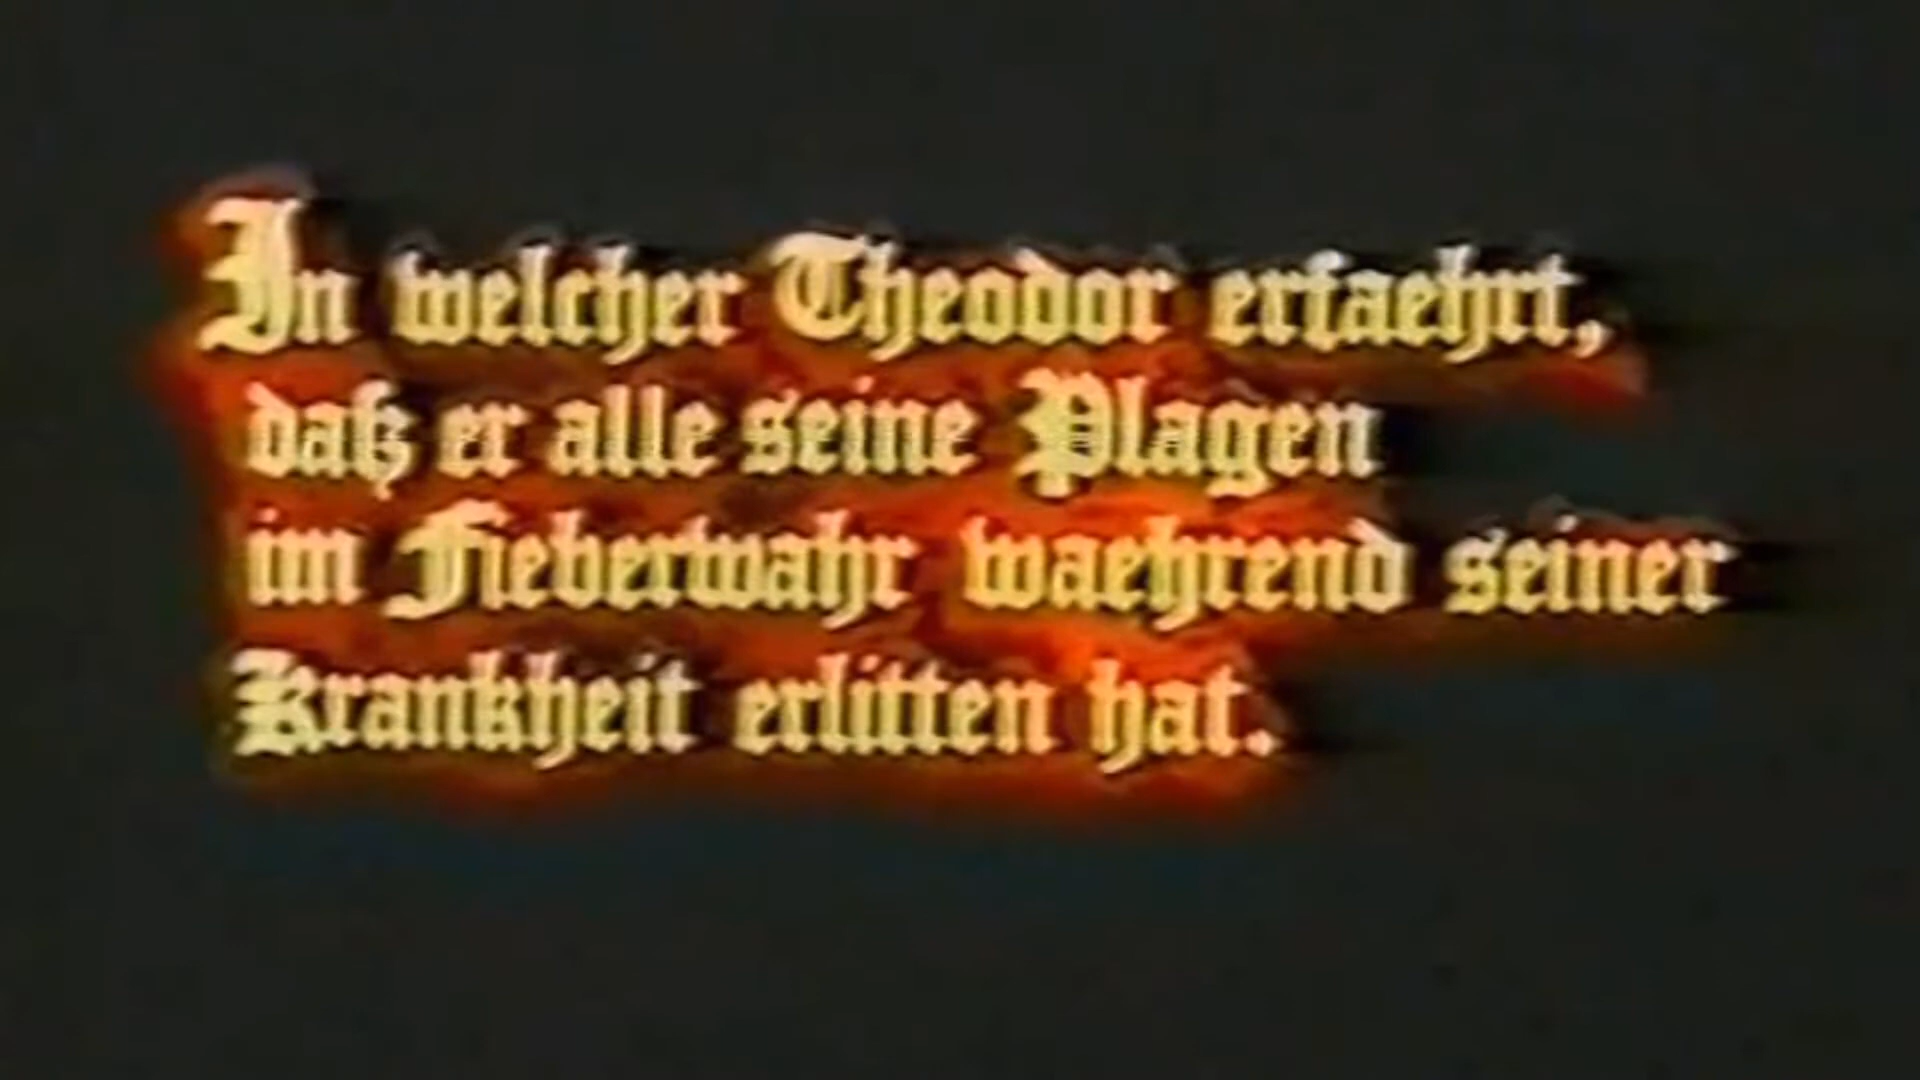 In welcher Theodor erfaehrt,
daß er alle seine Plagen
im Fieberwahr waehrend seiner
Krankheit erlitten hat.